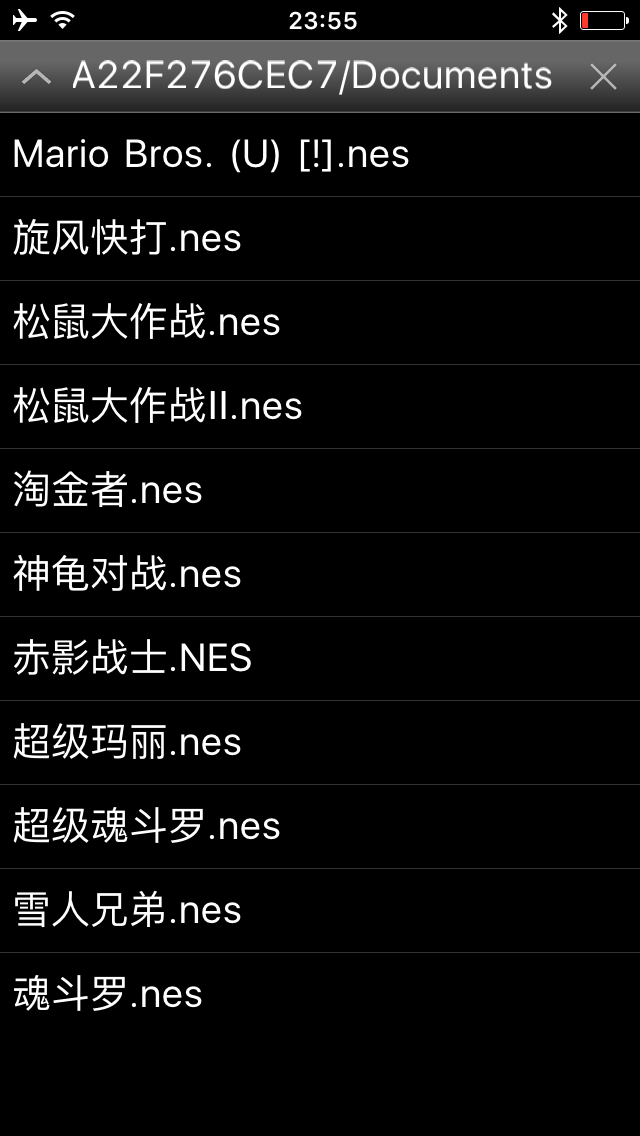 23:55
A22F276CEC7/Documents
Mario Bros. (U) [!].nes
旋风快打.nes
松鼠大作战.nes
松鼠大作战II.nes
淘金者.nes
神龟对战.nes
赤影战士.NES
超级玛丽.nes
超级魂斗罗.nes
雪人兄弟.nes
魂斗罗.nes